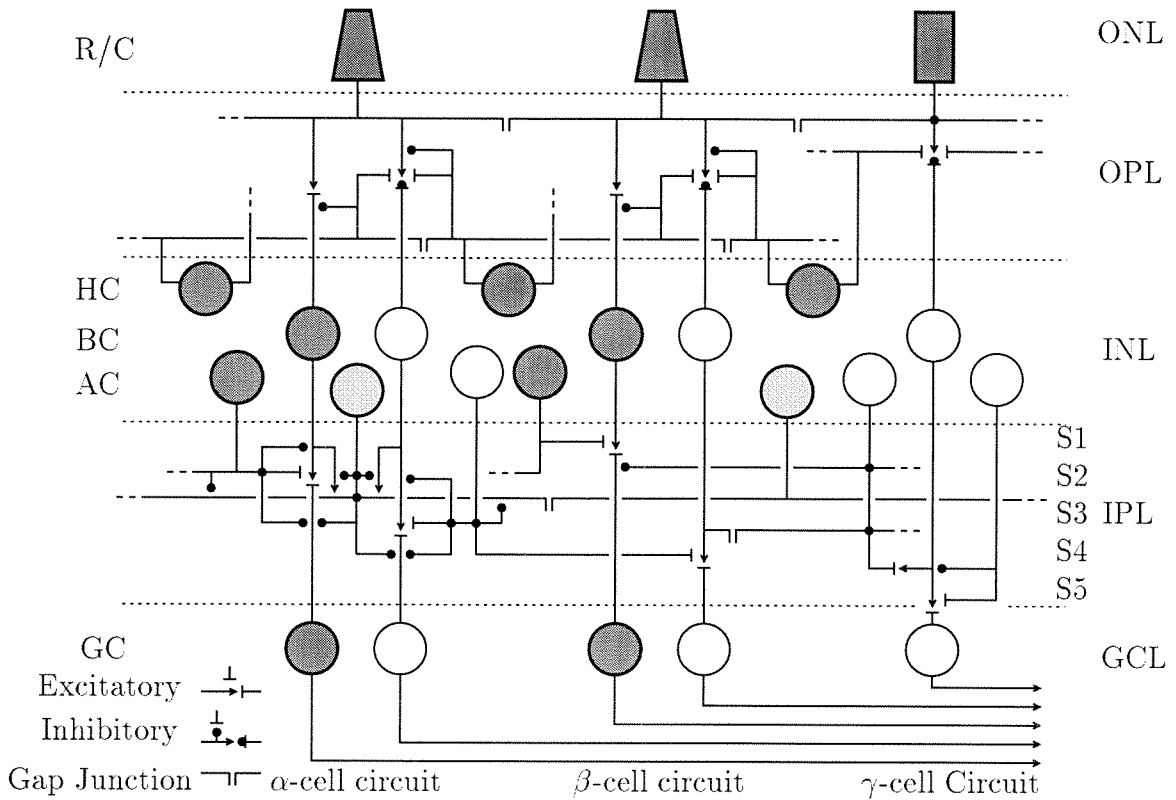 R/C
ONL
OPL
HC
BC
AC
INL
S1
S2
S3
S4
S5
IPL
GC
GCL
Excitatory
Inhibitory
Gap Junction
α-cell circuit
β-cell circuit
γ-cell Circuit